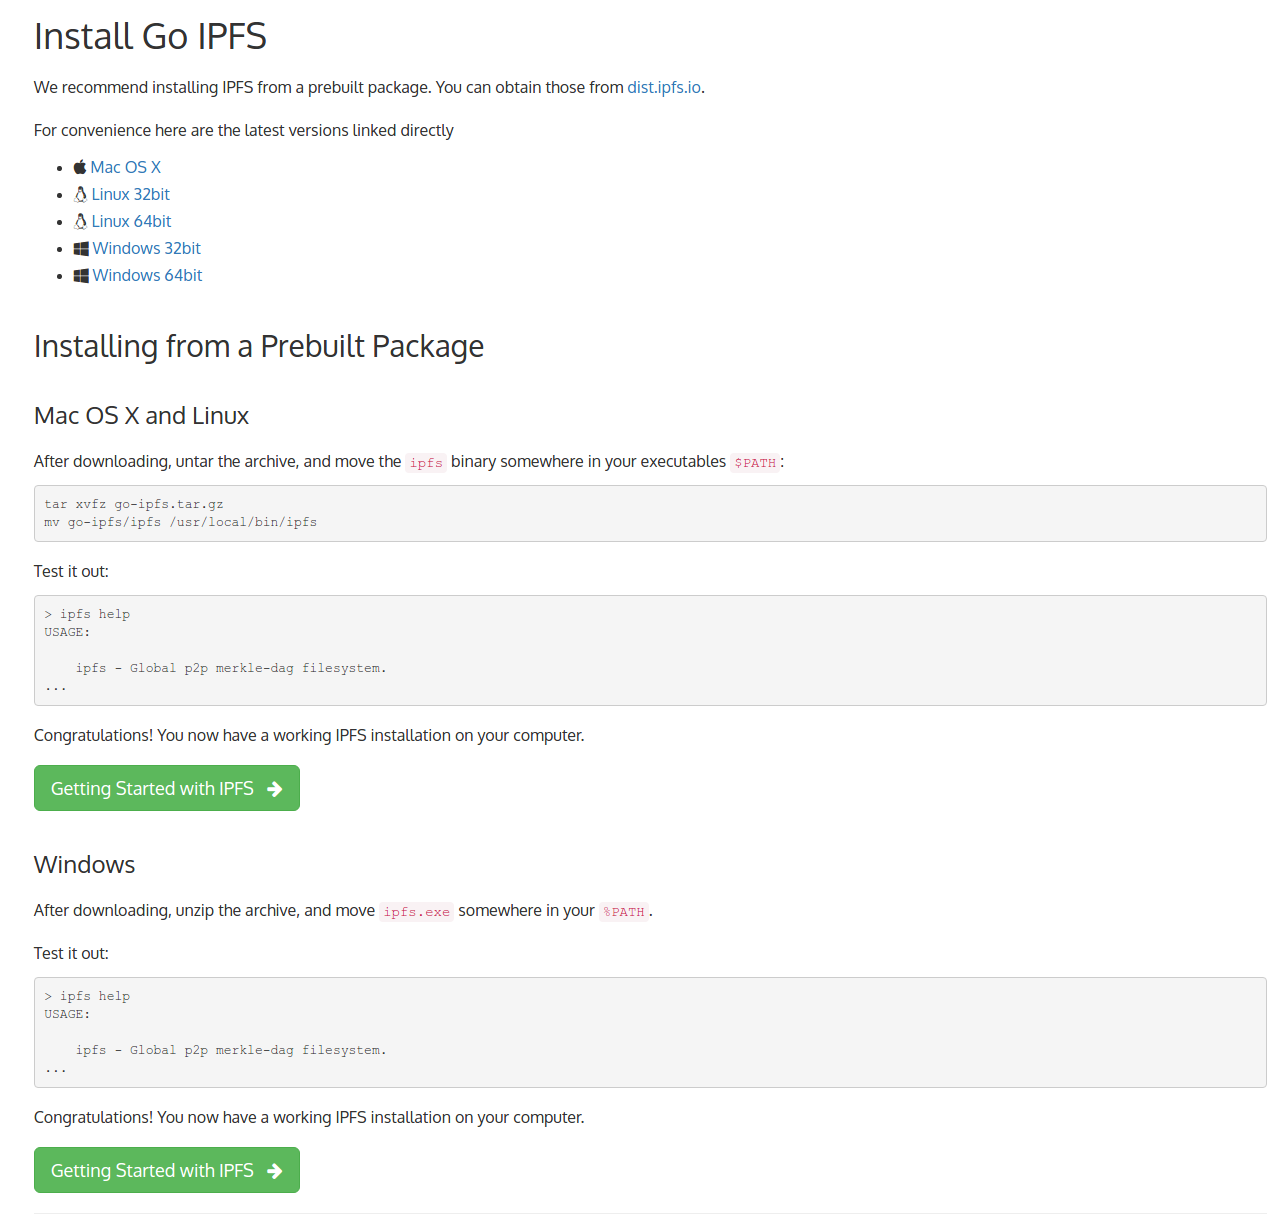 Install Go IPFS
We recommend installing IPFS from a prebuilt package. You can obtain those from dist.ipfs.io.
For convenience here are the latest versions linked directly
Mac OS X
Linux 32bit
Linux 64bit
Windows 32bit
Windows 64bit
Installing from a Prebuilt Package
Mac OS X and Linux
After downloading, untar the archive, and move the ipfs binary somewhere in your executables $PATH:
tar xvfz go-ipfs.tar.gz
mv go-ipfs/ipfs /usr/local/bin/ipfs
Test it out:
> ipfs help
USAGE:
ipfs - Global p2p merkle-dag filesystem.
...
Congratulations! You now have a working IPFS installation on your computer.
Getting Started with IPFS
Windows
After downloading, unzip the archive, and move ipfs.exe somewhere in your %PATH.
Test it out:
> ipfs help
USAGE:
ipfs - Global p2p merkle-dag filesystem.
...
Congratulations! You now have a working IPFS installation on your computer.
Getting Started with IPFS